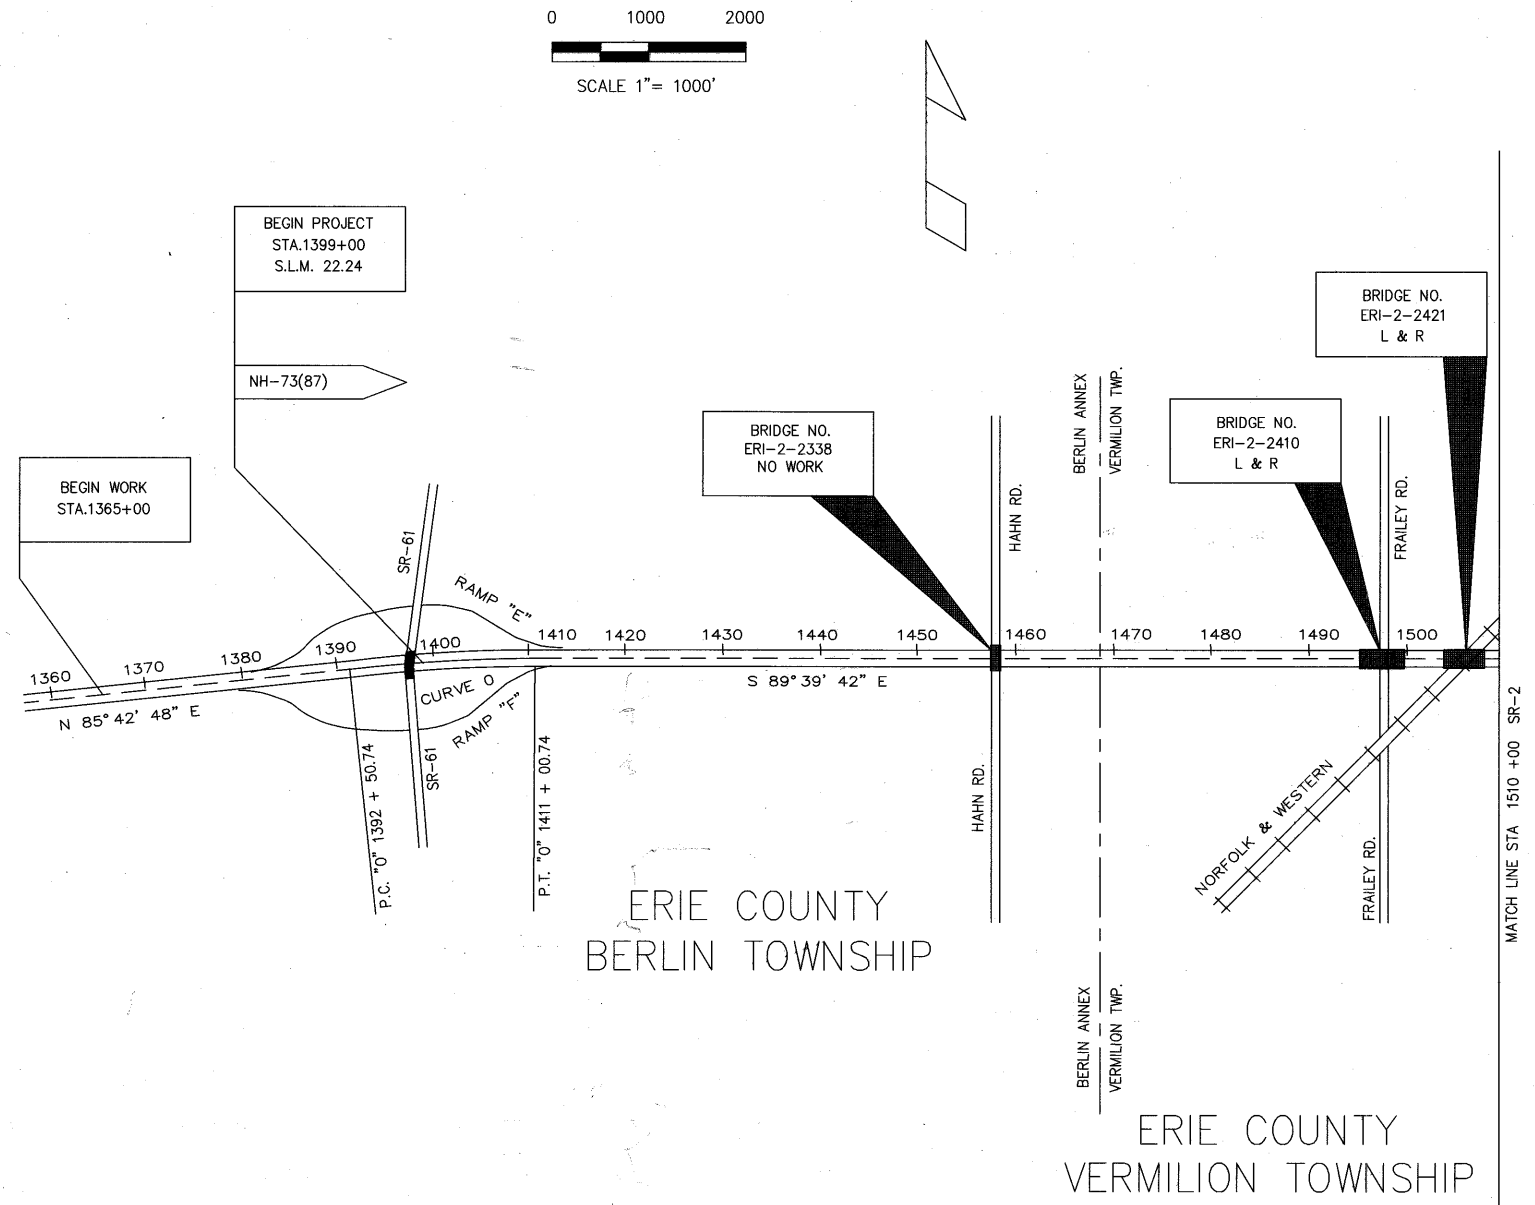 0 1000 2000
SCALE 1"= 1000'
BEGIN PROJECT
STA.1399+00
S.L.M. 22.24
NH-73(87)
BEGIN WORK
STA.1365+00
BRIDGE NO.
ERI-2-2338
NO WORK
BRIDGE NO.
ERI-2-2410
L & R
BRIDGE NO.
ERI-2-2421
L & R
BERLIN ANNEX
VERMILION TWP.
HAHN RD.
FRAILEY RD.
SR-61
RAMP "E"
1360 1370 1380 1390 1400 1410 1420 1430 1440 1450 1460 1470 1480 1490 1500
N 85° 42' 48" E
CURVE O
S 89° 39' 42" E
RAMP "F"
SR-61
P.C. "O" 1392 + 50.74
P.T. "O" 1411 + 00.74
HAHN RD.
NORFOLK & WESTERN
FRAILEY RD.
MATCH LINE STA 1510 +00 SR-2
ERIE COUNTY
BERLIN TOWNSHIP
BERLIN ANNEX
VERMILION TWP.
ERIE COUNTY
VERMILION TOWNSHIP